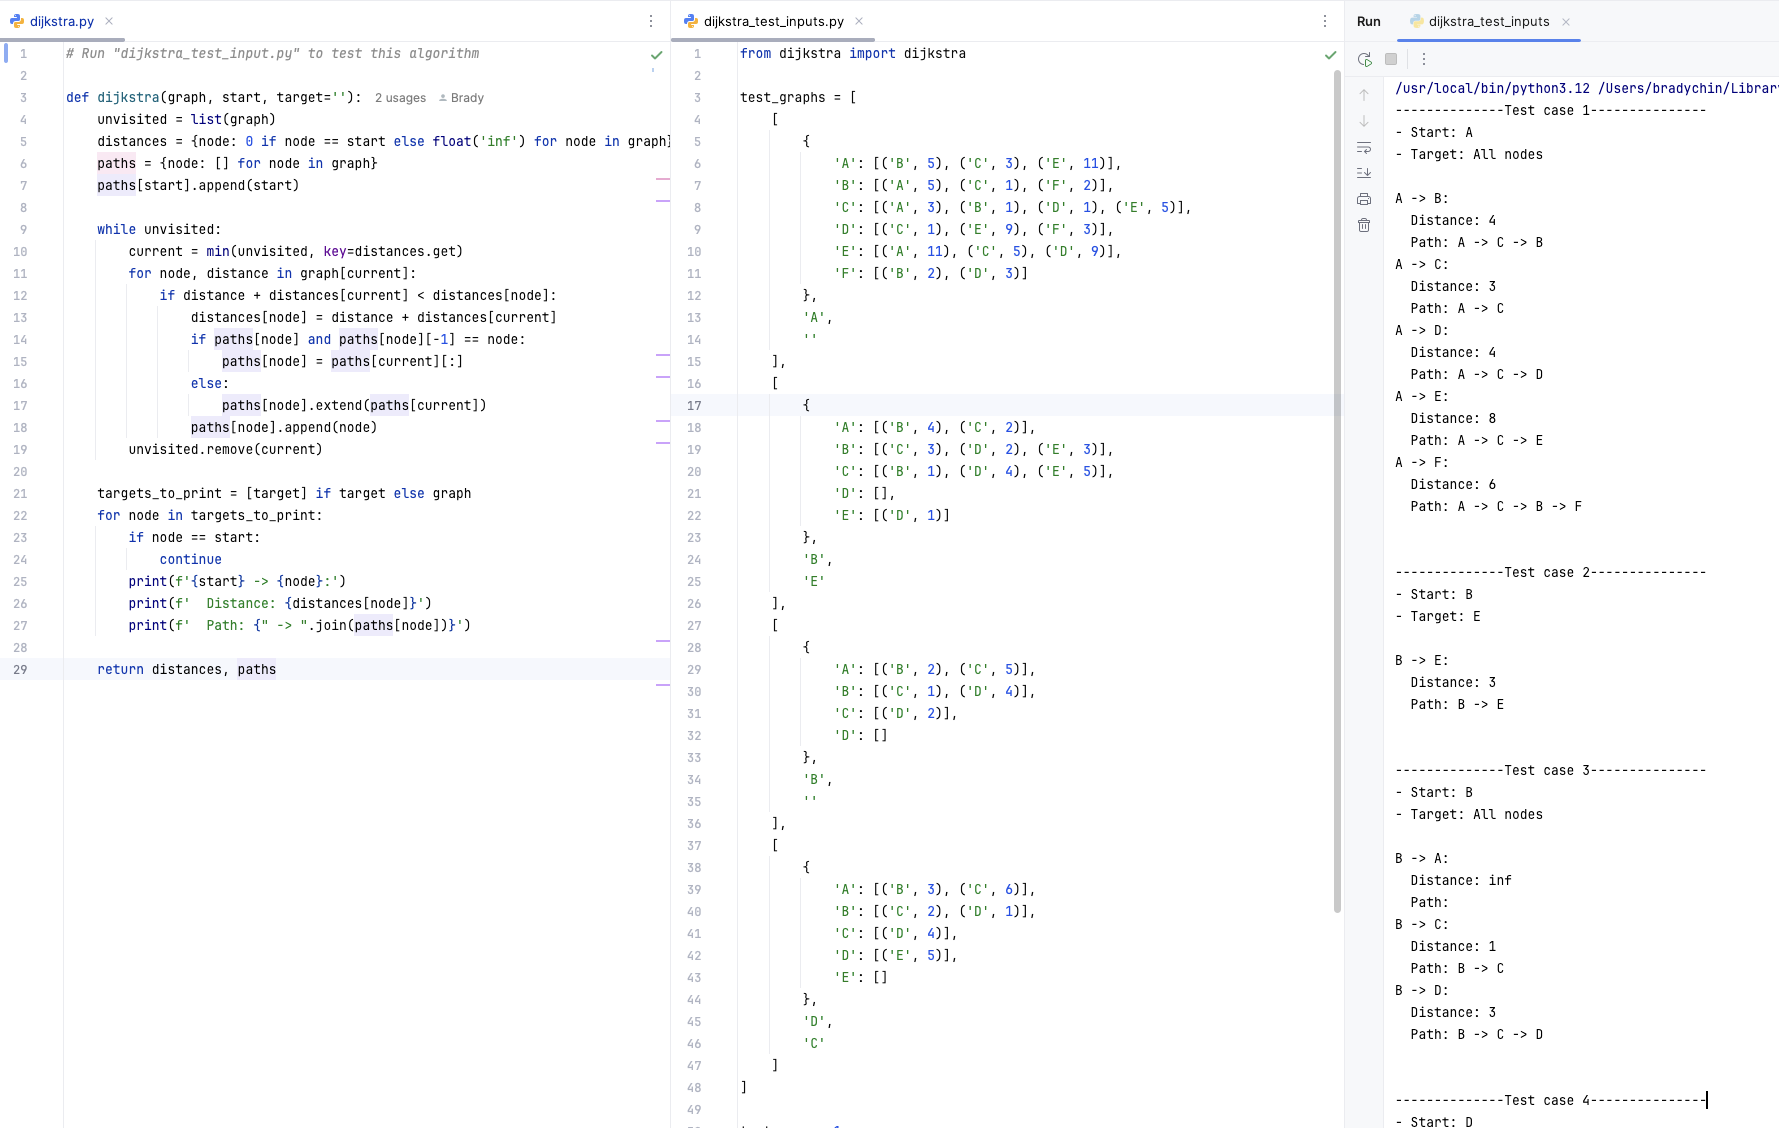 dijkstra.py
1 # Run "dijkstra_test_input.py" to test this algorithm
2
3 def dijkstra(graph, start, target=''): 2 usages Brady
4     unvisited = list(graph)
5     distances = {node: 0 if node == start else float('inf') for node in graph}
6     paths = {node: [] for node in graph}
7     paths[start].append(start)
8
9     while unvisited:
10         current = min(unvisited, key=distances.get)
11         for node, distance in graph[current]:
12             if distance + distances[current] < distances[node]:
13                 distances[node] = distance + distances[current]
14                 if paths[node] and paths[node][-1] == node:
15                     paths[node] = paths[current][:]
16                 else:
17                     paths[node].extend(paths[current])
18                 paths[node].append(node)
19         unvisited.remove(current)
20
21     targets_to_print = [target] if target else graph
22     for node in targets_to_print:
23         if node == start:
24             continue
25         print(f'{start} -> {node}:')
26         print(f'  Distance: {distances[node]}')
27         print(f'  Path: {" -> ".join(paths[node])}')
28
29     return distances, paths
dijkstra_test_inputs.py
1 from dijkstra import dijkstra
2
3 test_graphs = [
4     [
5         {
6             'A': [('B', 5), ('C', 3), ('E', 11)],
7             'B': [('A', 5), ('C', 1), ('F', 2)],
8             'C': [('A', 3), ('B', 1), ('D', 1), ('E', 5)],
9             'D': [('C', 1), ('E', 9), ('F', 3)],
10             'E': [('A', 11), ('C', 5), ('D', 9)],
11             'F': [('B', 2), ('D', 3)]
12         },
13         'A',
14         ''
15     ],
16     [
17         {
18             'A': [('B', 4), ('C', 2)],
19             'B': [('C', 3), ('D', 2), ('E', 3)],
20             'C': [('B', 1), ('D', 4), ('E', 5)],
21             'D': [],
22             'E': [('D', 1)]
23         },
24         'B',
25         'E'
26     ],
27     [
28         {
29             'A': [('B', 2), ('C', 5)],
30             'B': [('C', 1), ('D', 4)],
31             'C': [('D', 2)],
32             'D': []
33         },
34         'B',
35         ''
36     ],
37     [
38         {
39             'A': [('B', 3), ('C', 6)],
40             'B': [('C', 2), ('D', 1)],
41             'C': [('D', 4)],
42             'D': [('E', 5)],
43             'E': []
44         },
45         'D',
46         'C'
47     ]
48 ]
49
Run dijkstra_test_inputs
/usr/local/bin/python3.12 /Users/bradychin/Librar
--------------Test case 1---------------
- Start: A
- Target: All nodes
A -> B:
  Distance: 4
  Path: A -> C -> B
A -> C:
  Distance: 3
  Path: A -> C
A -> D:
  Distance: 4
  Path: A -> C -> D
A -> E:
  Distance: 8
  Path: A -> C -> E
A -> F:
  Distance: 6
  Path: A -> C -> B -> F
--------------Test case 2---------------
- Start: B
- Target: E
B -> E:
  Distance: 3
  Path: B -> E
--------------Test case 3---------------
- Start: B
- Target: All nodes
B -> A:
  Distance: inf
  Path:
B -> C:
  Distance: 1
  Path: B -> C
B -> D:
  Distance: 3
  Path: B -> C -> D
--------------Test case 4---------------
- Start: D